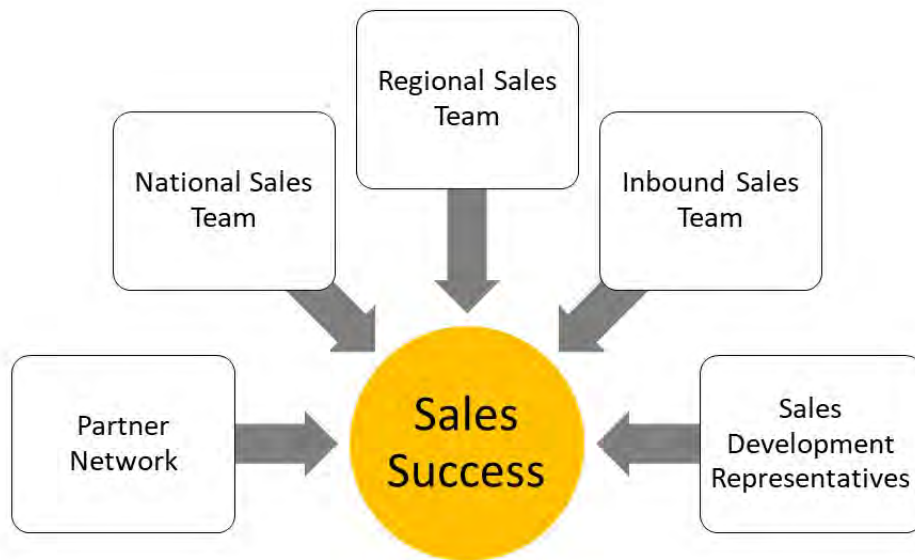 Regional Sales
Team
National Sales
Team
Inbound Sales
Team
Partner
Network
Sales
Success
Sales
Development
Representatives